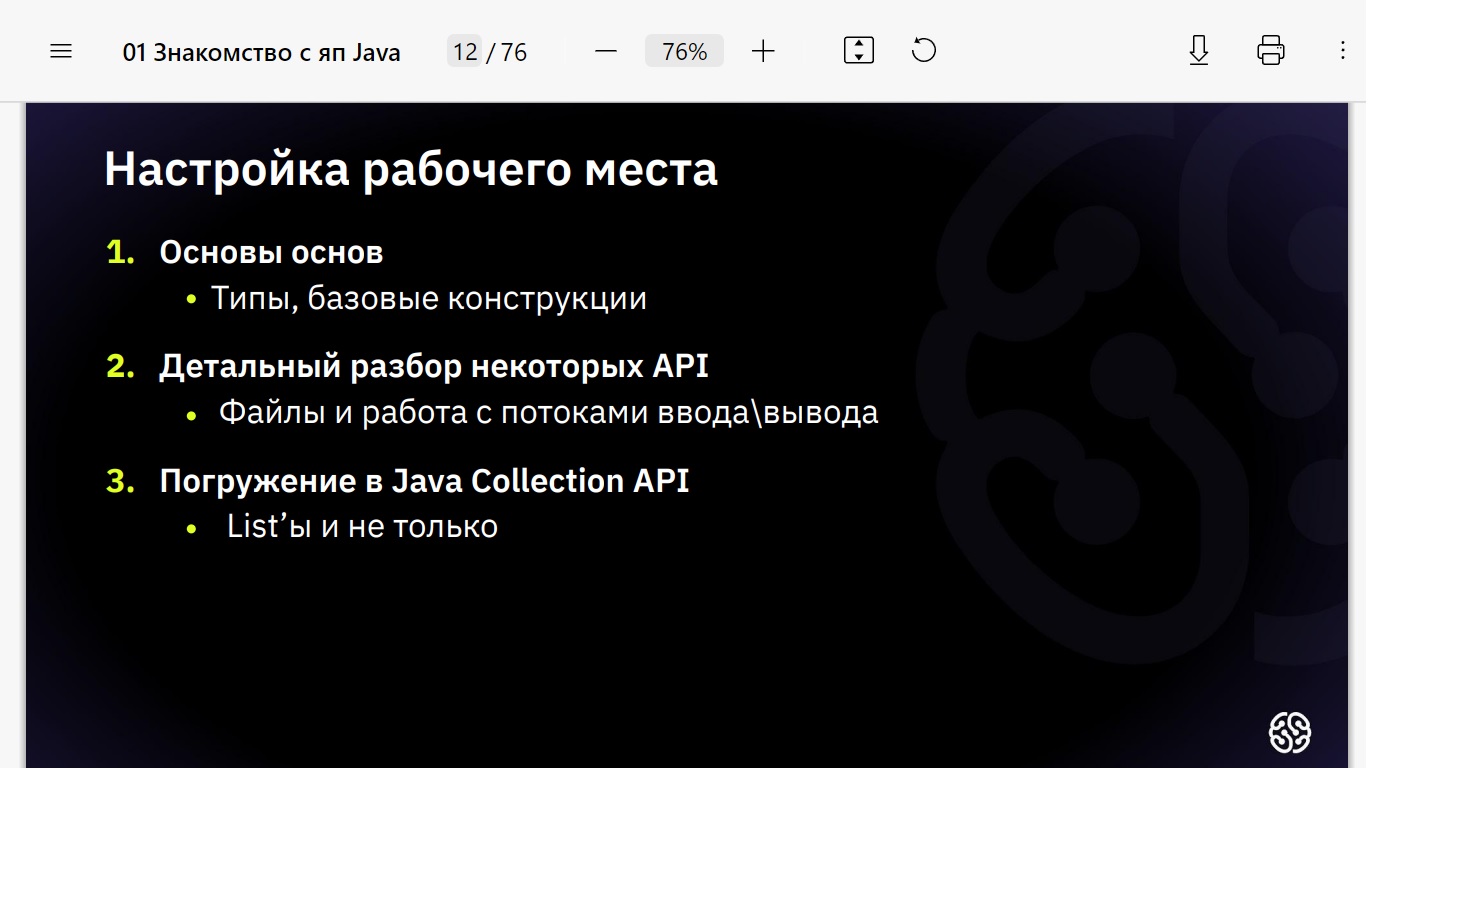 01 Знакомство с яп Java 12 / 76 76%
Настройка рабочего места
1. Основы основ
• Типы, базовые конструкции
2. Детальный разбор некоторых API
• Файлы и работа с потоками ввода\вывода
3. Погружение в Java Collection API
• List’ы и не только